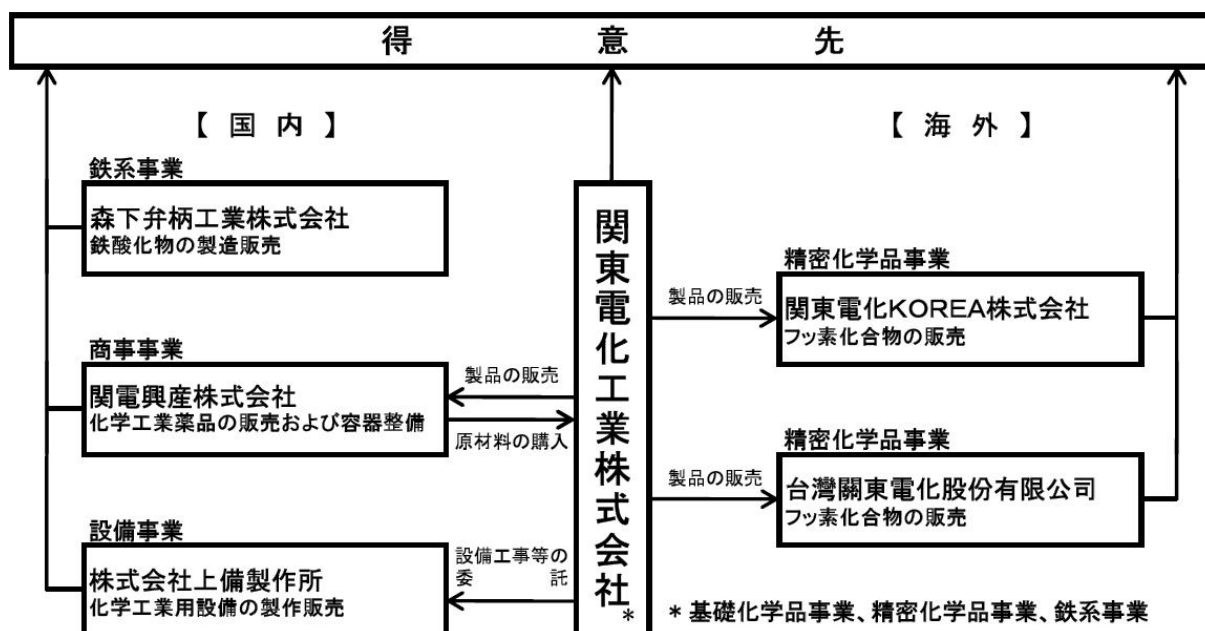 得意先
【国内】
鉄系事業
森下弁柄工業株式会社
鉄酸化物の製造販売
商事事業
関電興産株式会社
化学工業薬品の販売および容器整備
設備事業
株式会社上備製作所
化学工業用設備の製作販売
製品の販売
原材料の購入
設備工事等の
委託
関東電化工業株式会社
*
【海外】
製品の販売
精密化学品事業
関東電化KOREA株式会社
フッ素化合物の販売
製品の販売
精密化学品事業
台灣關東電化股份有限公司
フッ素化合物の販売
* 基礎化学品事業、精密化学品事業、鉄系事業